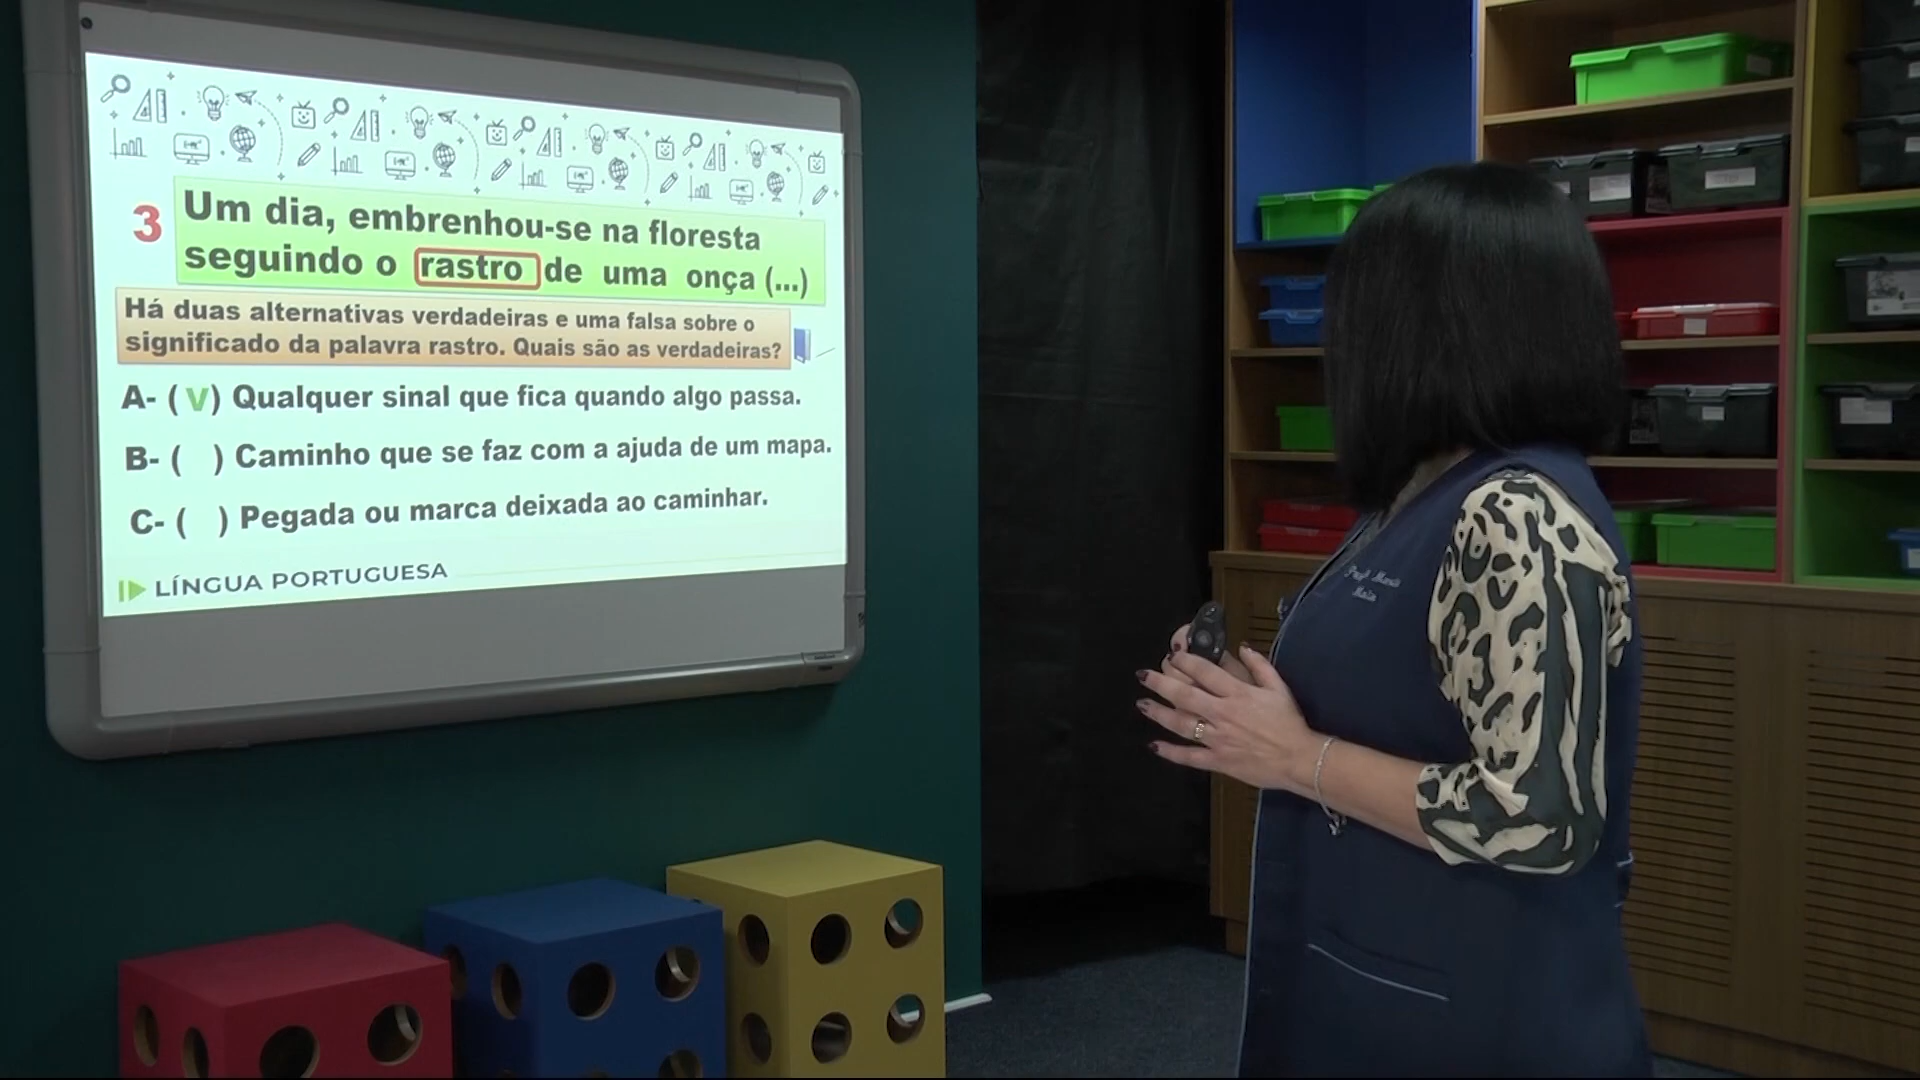 3
Um dia, embrenhou-se na floresta
seguindo o rastro de uma onça (...)
Há duas alternativas verdadeiras e uma falsa sobre o
significado da palavra rastro. Quais são as verdadeiras?
A- ( V ) Qualquer sinal que fica quando algo passa.
B- (   ) Caminho que se faz com a ajuda de um mapa.
C- (   ) Pegada ou marca deixada ao caminhar.
LÍNGUA PORTUGUESA